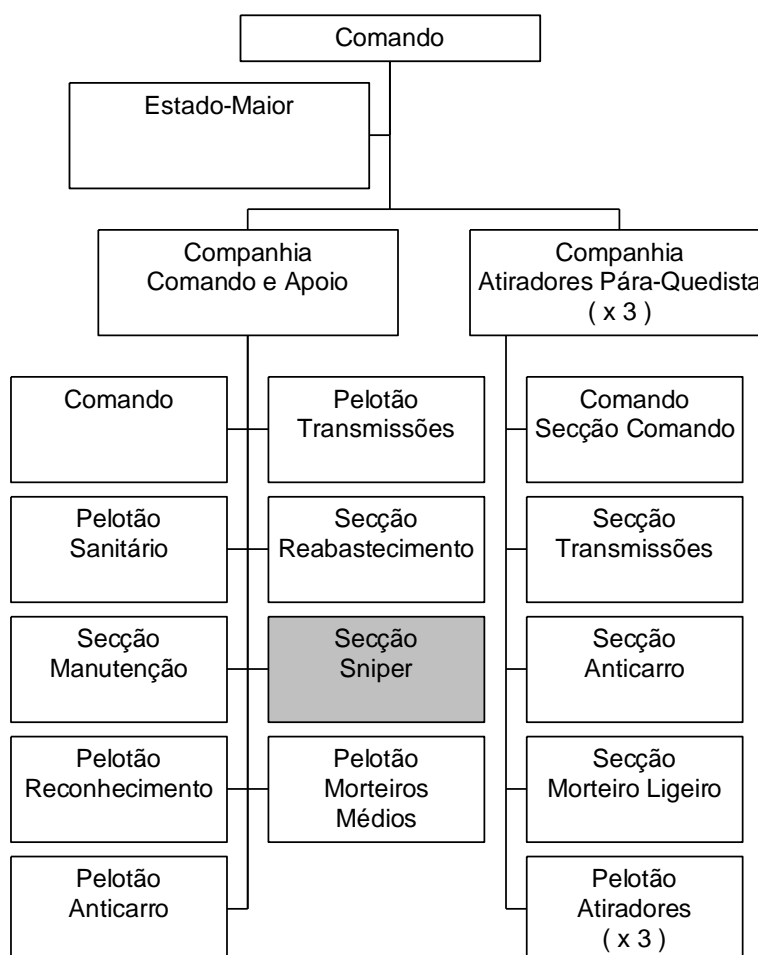 Comando
Estado-Maior
Companhia
Comando e Apoio
Companhia
Atiradores Pára-Quedista
( x 3 )
Comando
Pelotão
Transmissões
Comando
Secção Comando
Pelotão
Sanitário
Secção
Reabastecimento
Secção
Transmissões
Secção
Manutenção
Secção
Sniper
Secção
Anticarro
Pelotão
Reconhecimento
Pelotão
Morteiros
Médios
Secção
Morteiro Ligeiro
Pelotão
Anticarro
Pelotão
Atiradores
( x 3 )